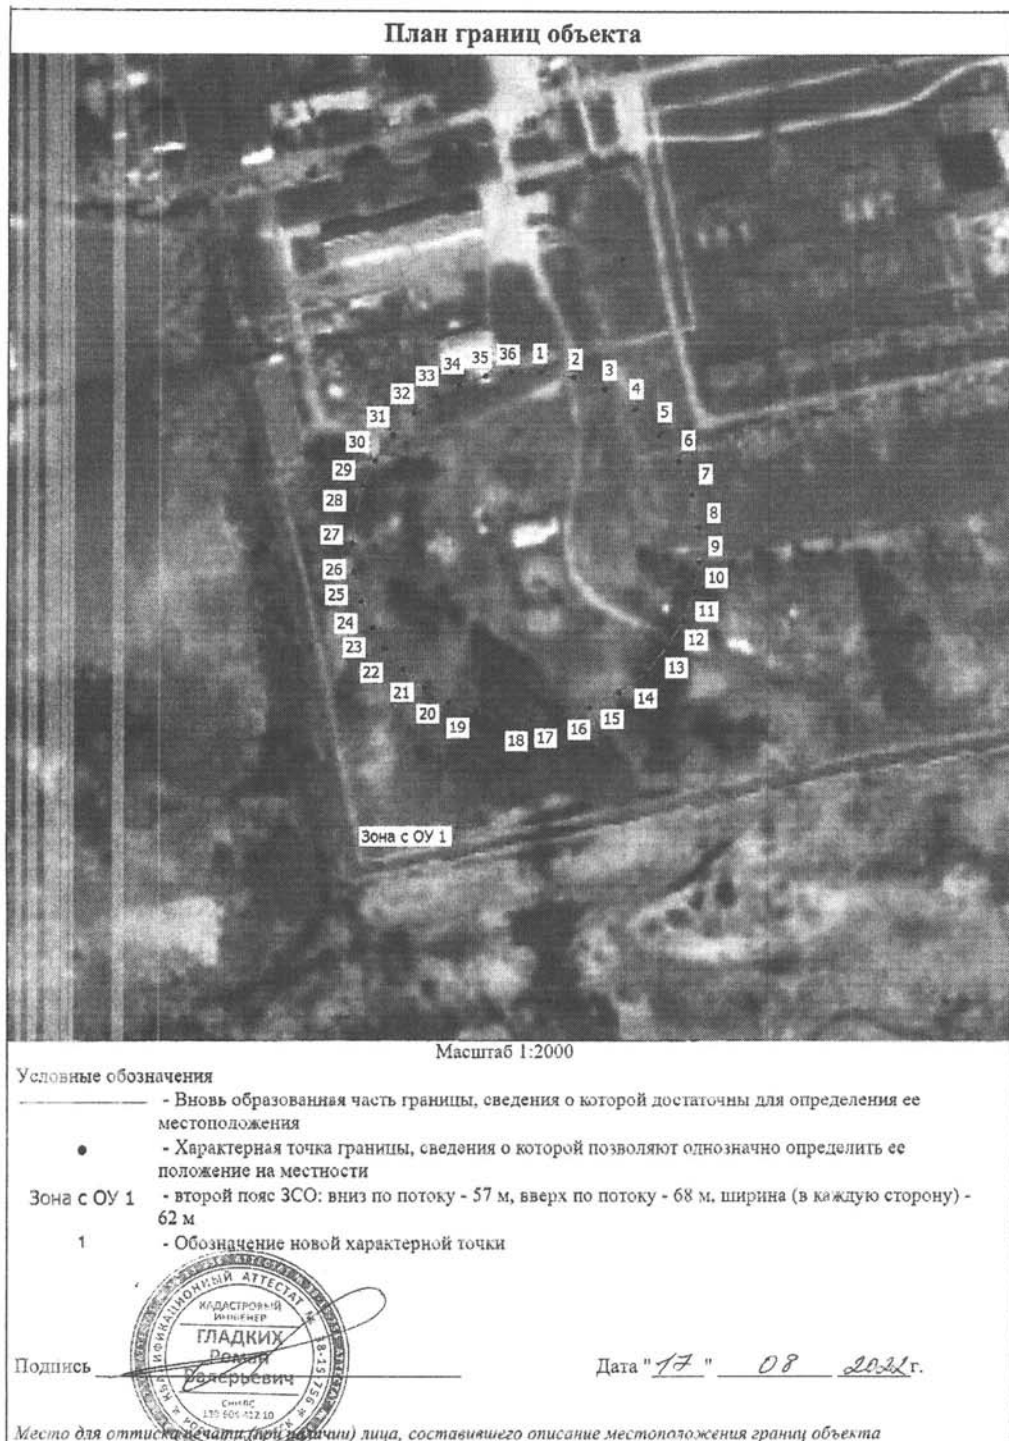 План границ объекта
1
2
3
4
5
6
7
8
9
10
11
12
13
14
15
16
17
18
19
20
21
22
23
24
25
26
27
28
29
30
31
32
33
34
35
36
Зона с ОУ 1
Масштаб 1:2000
Условные обозначения
- Вновь образованная часть границы, сведения о которой достаточны для определения ее
местоположения
- Характерная точка границы, сведения о которой позволяют однозначно определить ее
положение на местности
Зона с ОУ 1 - второй пояс ЗСО: вниз по потоку - 57 м, вверх по потоку - 68 м, ширина (в каждую сторону) -
62 м
1 - Обозначение новой характерной точки
КВАЛИФИКАЦИОННЫЙ АТТЕСТАТ №
КАДАСТРОВЫЙ
ИНЖЕНЕР
ГЛАДКИХ
Роман
Валерьевич
СНИЛС
Подпись
Дата "17" 08 2022г.
Место для оттиска печати (при наличии) лица, составившего описание местоположения границ объекта